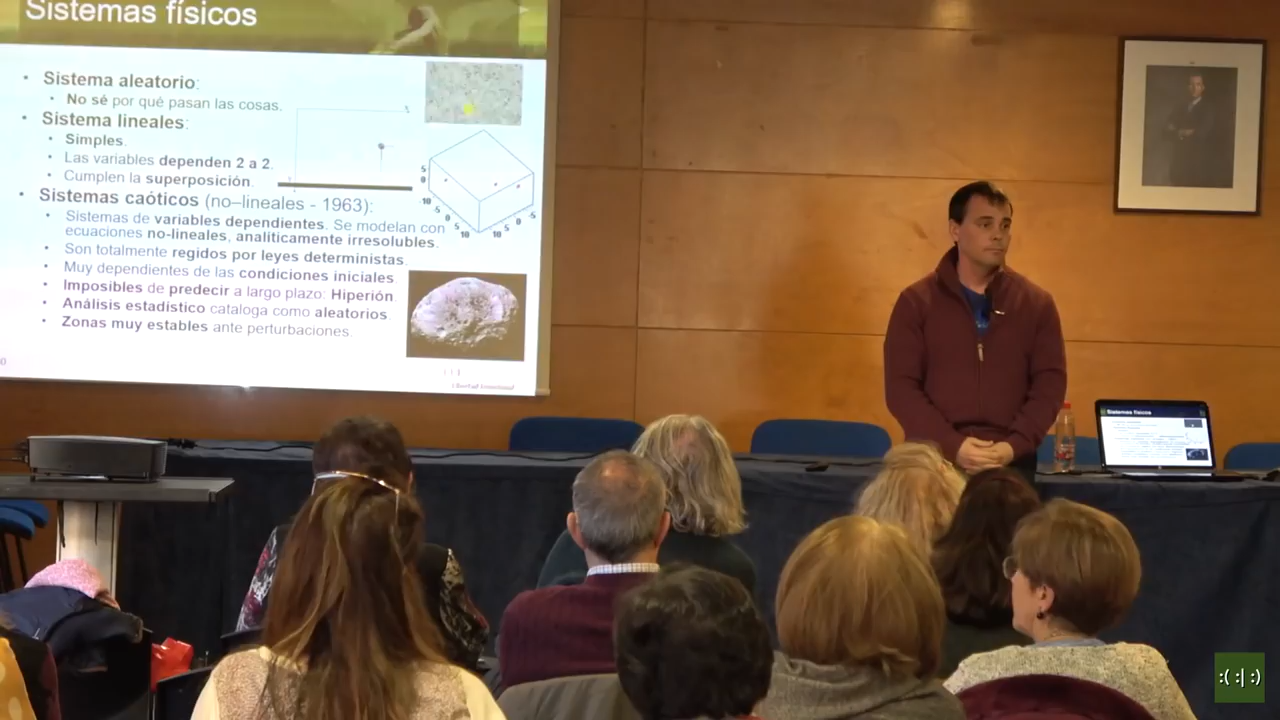 Sistemas físicos
• Sistema aleatorio:
• No sé por qué pasan las cosas.
• Sistema lineales:
• Simples.
• Las variables dependen 2 a 2.
• Cumplen la superposición.
• Sistemas caóticos (no–lineales - 1963):
• Sistemas de variables dependientes. Se modelan con
ecuaciones no-lineales, analíticamente irresolubles.
• Son totalmente regidos por leyes deterministas.
• Muy dependientes de las condiciones iniciales.
• Imposibles de predecir a largo plazo: Hiperión.
• Análisis estadístico cataloga como aleatorios.
• Zonas muy estables ante perturbaciones.
Sistemas físicos
:( :| :)